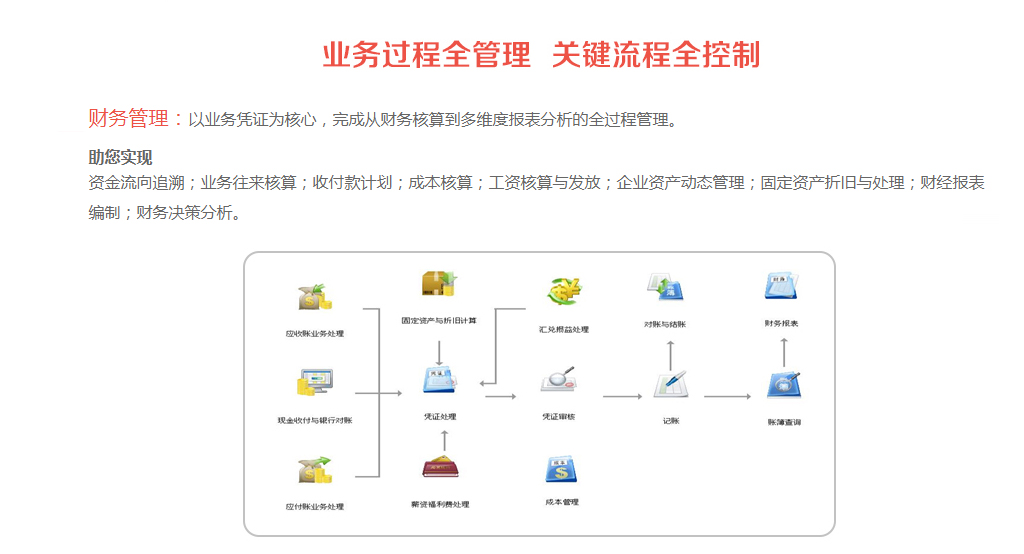 业务过程全管理 关键流程全控制
财务管理：以业务凭证为核心，完成从财务核算到多维度报表分析的全过程管理。
助您实现
资金流向追溯；业务往来核算；收付款计划；成本核算；工资核算与发放；企业资产动态管理；固定资产折旧与处理；财经报表
编制；财务决策分析。
应收账业务处理
固定资产与折旧计算
汇兑损益处理
对账与结账
财务报表
现金收付与银行对账
凭证处理
凭证审核
记账
账簿查询
应付账业务处理
薪资福利费处理
成本管理